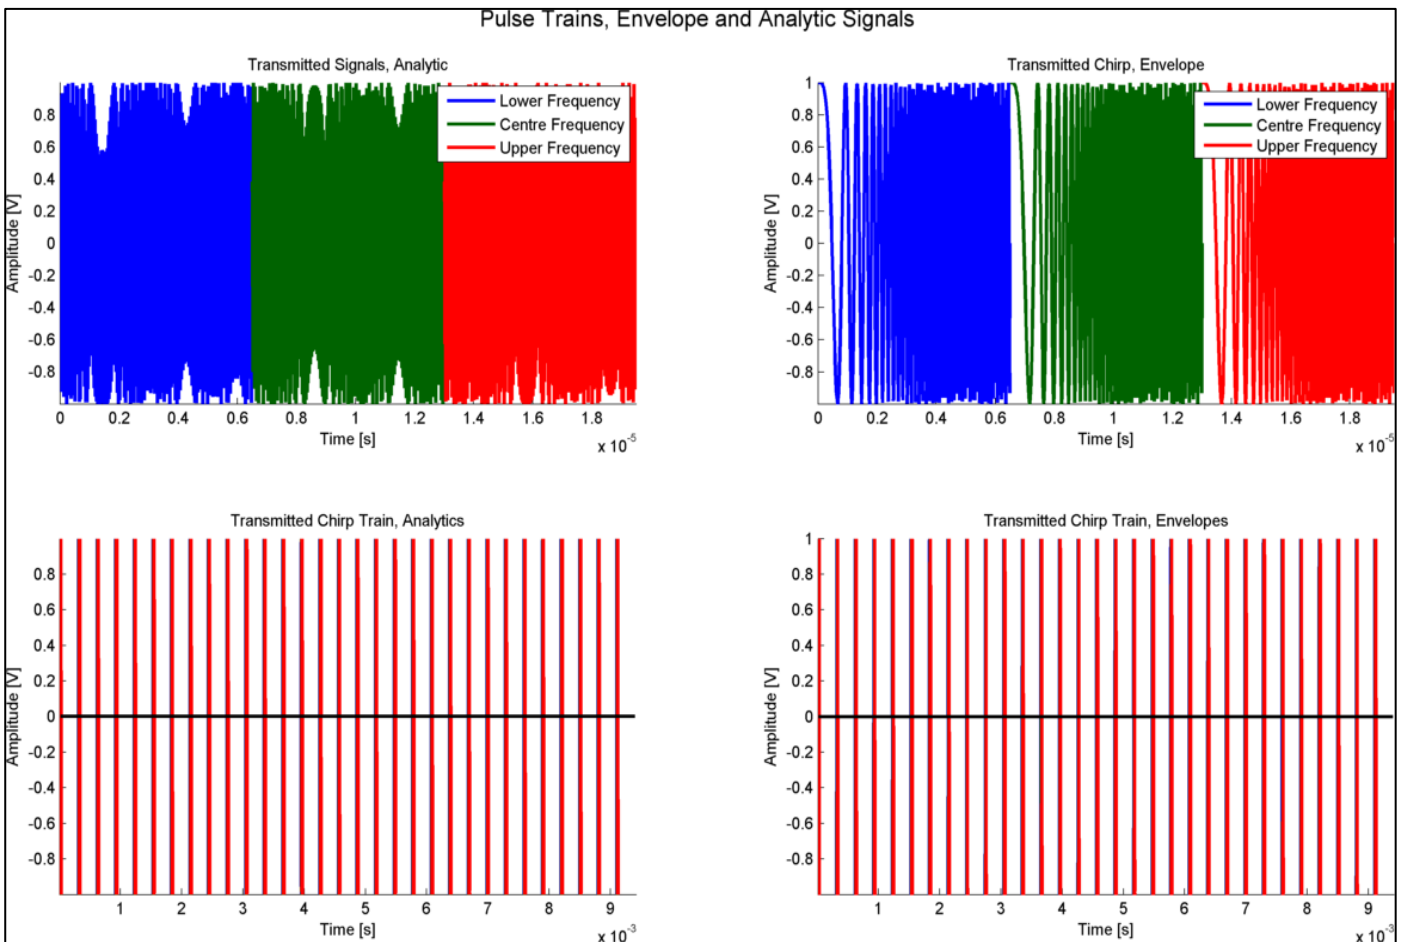 Pulse Trains, Envelope and Analytic Signals
Transmitted Signals, Analytic
Lower Frequency
Centre Frequency
Upper Frequency
0.8
0.6
0.4
0.2
0
-0.2
-0.4
-0.6
-0.8
Amplitude [V]
0 0.2 0.4 0.6 0.8 1 1.2 1.4 1.6 1.8
Time [s]
x 10^-5
Transmitted Chirp, Envelope
Lower Frequency
Centre Frequency
Upper Frequency
1
0.8
0.6
0.4
0.2
0
-0.2
-0.4
-0.6
-0.8
Amplitude [V]
0 0.2 0.4 0.6 0.8 1 1.2 1.4 1.6 1.8
Time [s]
x 10^-5
Transmitted Chirp Train, Analytics
0.8
0.6
0.4
0.2
0
-0.2
-0.4
-0.6
-0.8
Amplitude [V]
1 2 3 4 5 6 7 8 9
Time [s]
x 10^-3
Transmitted Chirp Train, Envelopes
1
0.8
0.6
0.4
0.2
0
-0.2
-0.4
-0.6
-0.8
Amplitude [V]
1 2 3 4 5 6 7 8 9
Time [s]
x 10^-3